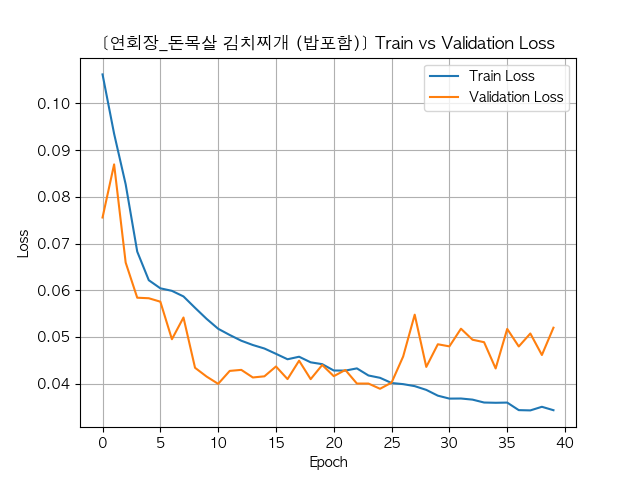 [연회장_돈목살 김치찌개 (밥포함)] Train vs Validation Loss
Train Loss
Validation Loss
Loss
0.10
0.09
0.08
0.07
0.06
0.05
0.04
0 5 10 15 20 25 30 35 40
Epoch